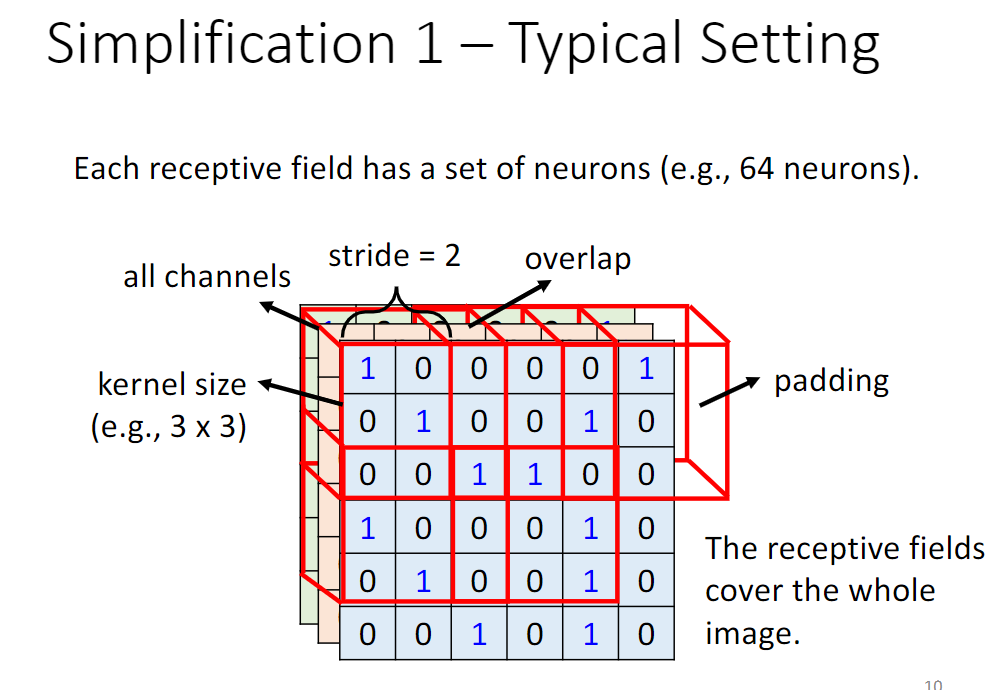 Simplification 1 – Typical Setting
Each receptive field has a set of neurons (e.g., 64 neurons).
stride = 2
overlap
all channels
kernel size
(e.g., 3 x 3)
padding
1 0 0 0 0 1
0 1 0 0 1 0
0 0 1 1 0 0
1 0 0 0 1 0
0 1 0 0 1 0
0 0 1 0 1 0
The receptive fields
cover the whole
image.
10